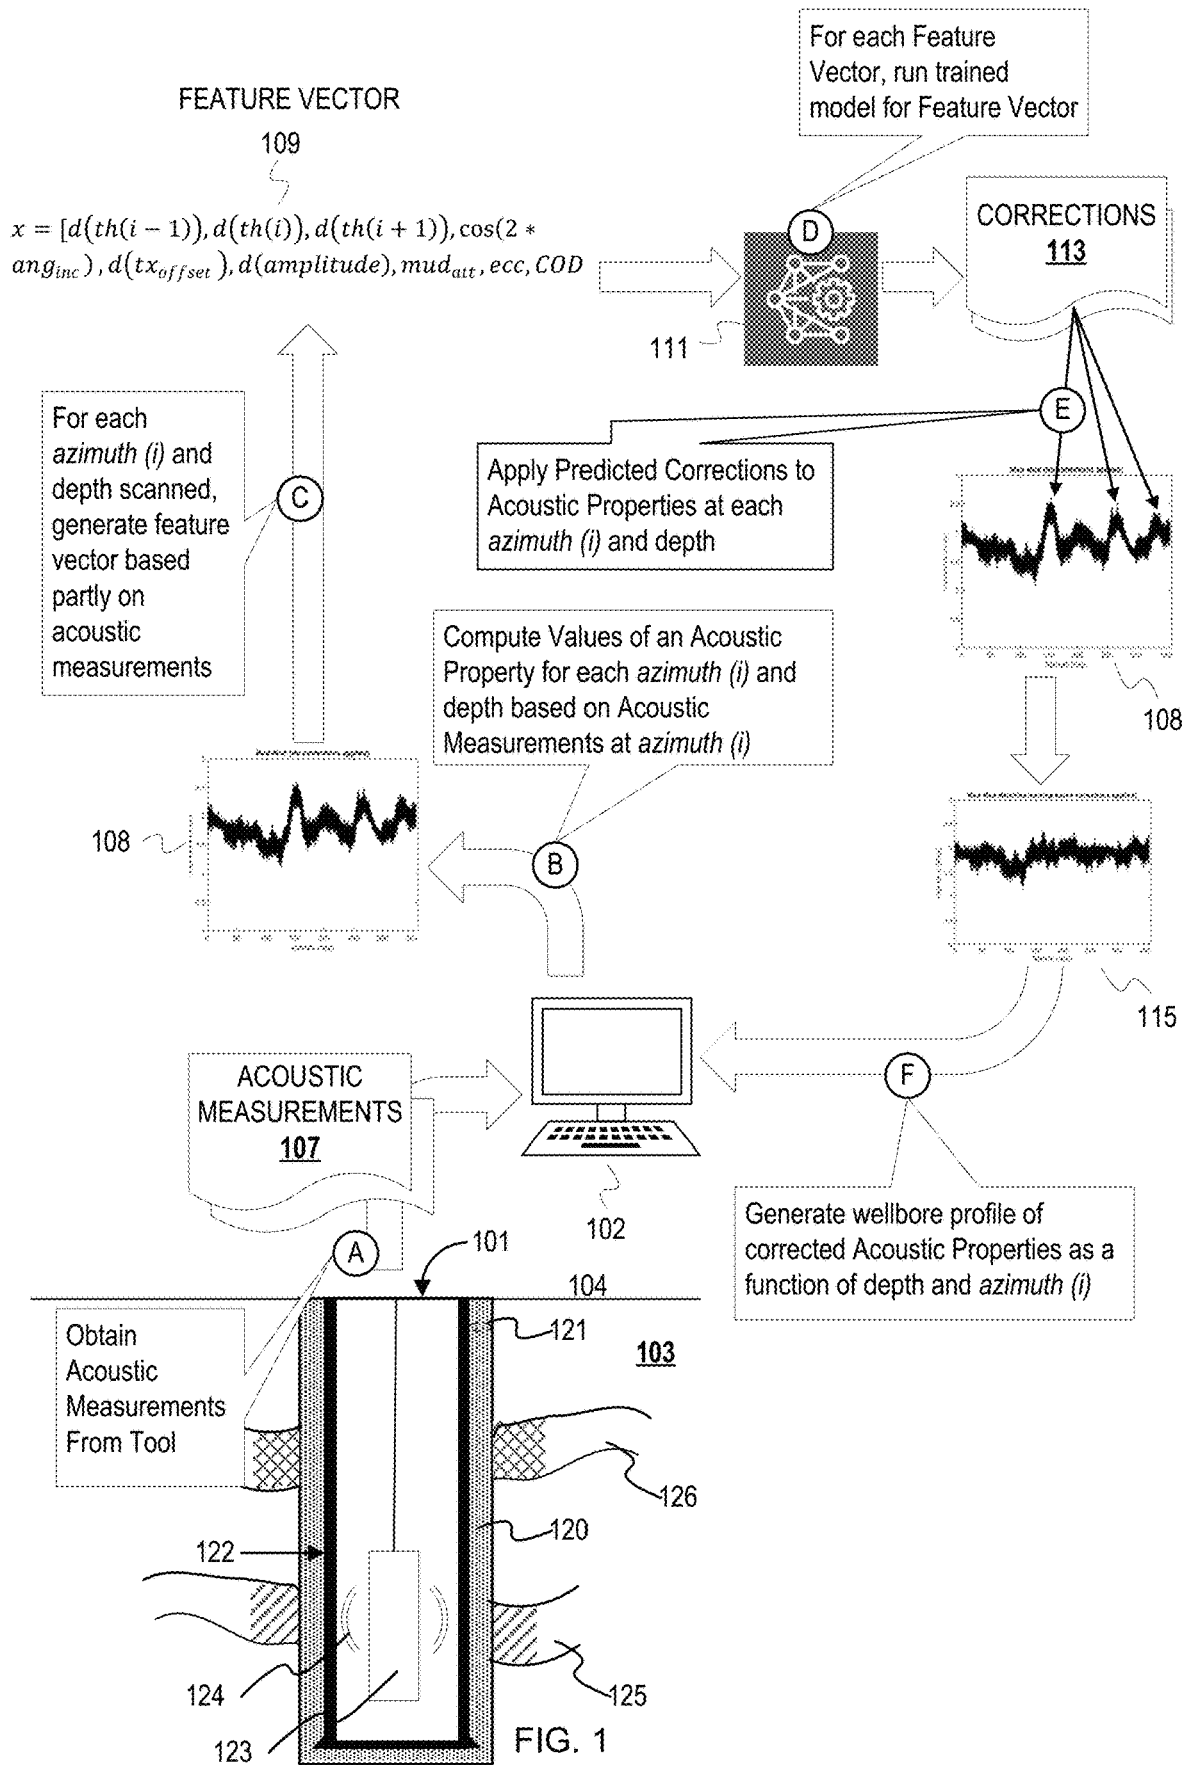 For each Feature
Vector, run trained
model for Feature Vector
FEATURE VECTOR
109
x = [d(th(i − 1)), d(th(i)), d(th(i + 1)), cos(2 *
ang_inc), d(tx_offset), d(amplitude), mud_att, ecc, COD
D
111
CORRECTIONS
113
E
For each
azimuth (i) and
depth scanned,
generate feature
vector based
partly on
acoustic
measurements
C
Apply Predicted Corrections to
Acoustic Properties at each
azimuth (i) and depth
Compute Values of an Acoustic
Property for each azimuth (i) and
depth based on Acoustic
Measurements at azimuth (i)
108
108
B
115
ACOUSTIC
MEASUREMENTS
107
F
102
Generate wellbore profile of
corrected Acoustic Properties as a
function of depth and azimuth (i)
A
101
104
Obtain
Acoustic
Measurements
From Tool
121
103
126
120
122
124
125
123
FIG. 1